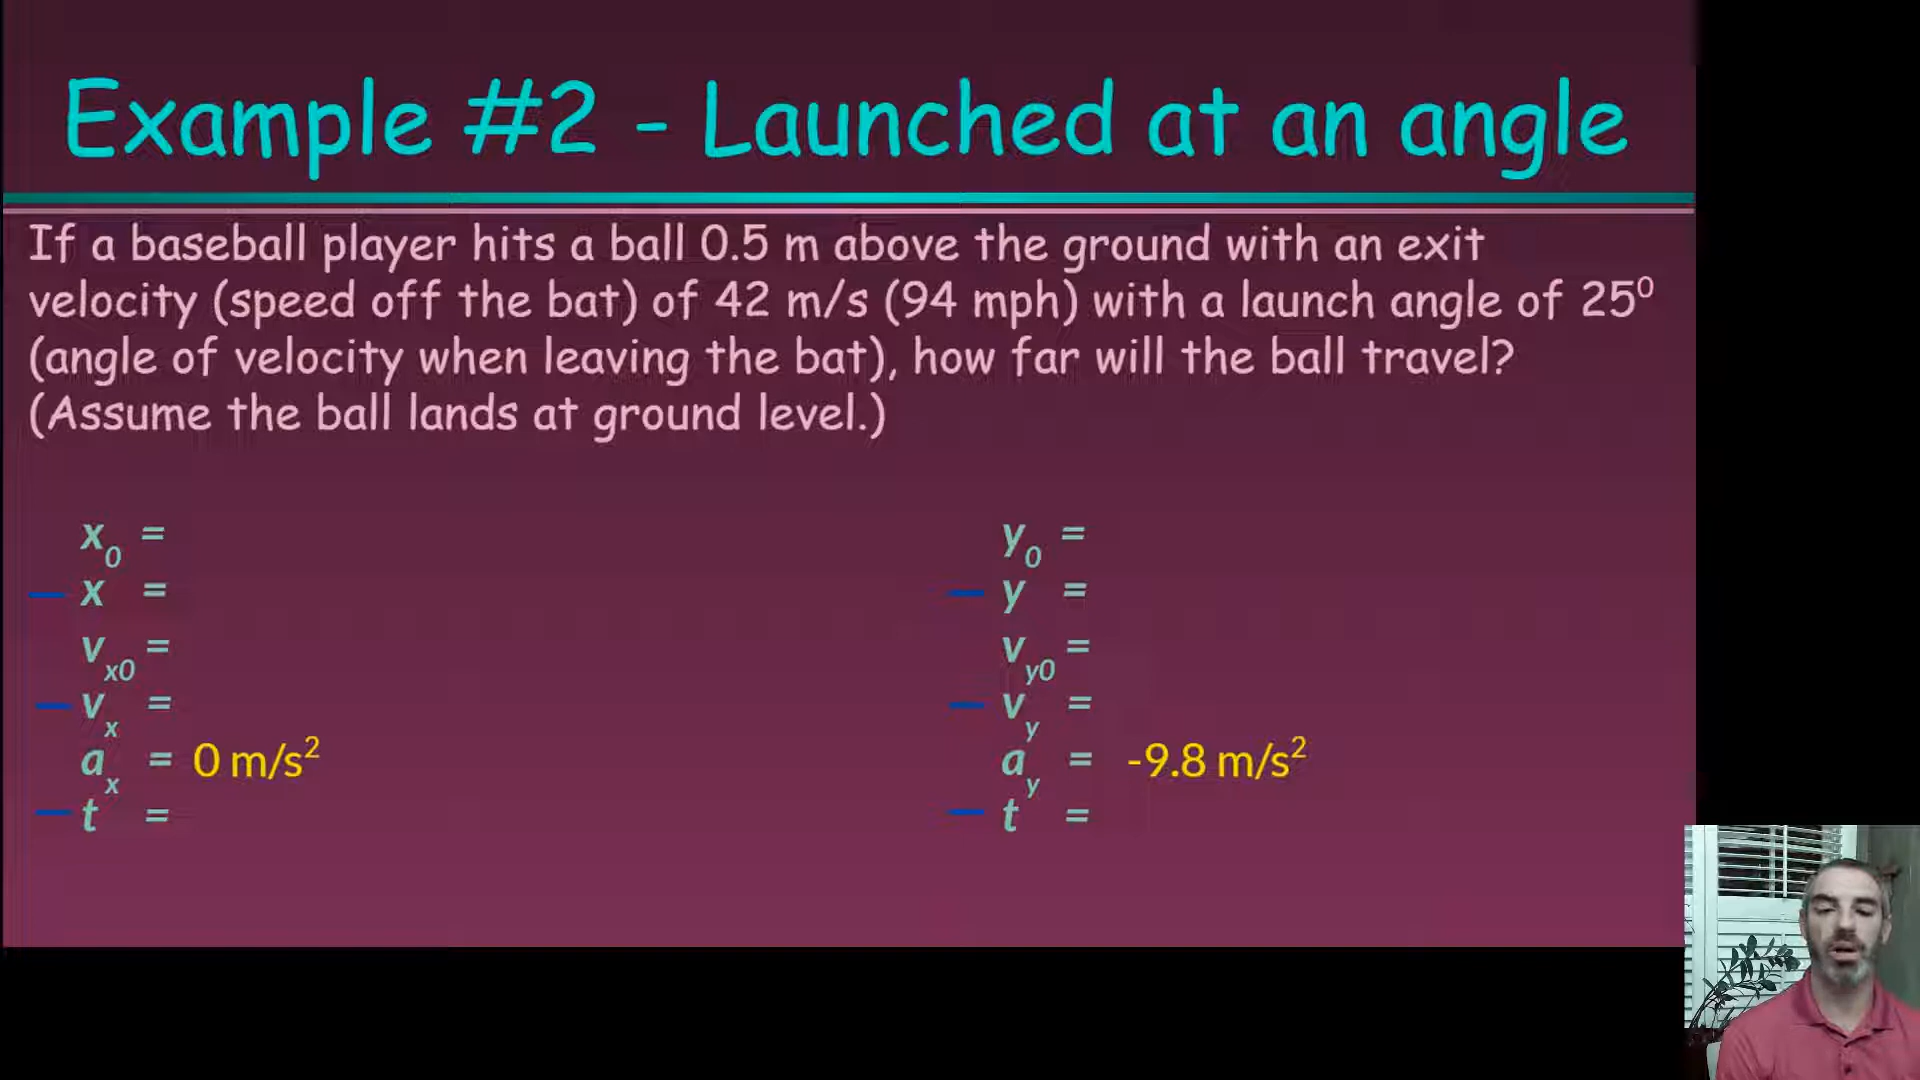 Example #2 - Launched at an angle
If a baseball player hits a ball 0.5 m above the ground with an exit
velocity (speed off the bat) of 42 m/s (94 mph) with a launch angle of 25⁰
(angle of velocity when leaving the bat), how far will the ball travel?
(Assume the ball lands at ground level.)
x₀ =
x =
vₓ₀ =
vₓ =
aₓ = 0 m/s²
t =
y₀ =
y =
v_y0 =
v_y =
a_y = -9.8 m/s²
t =